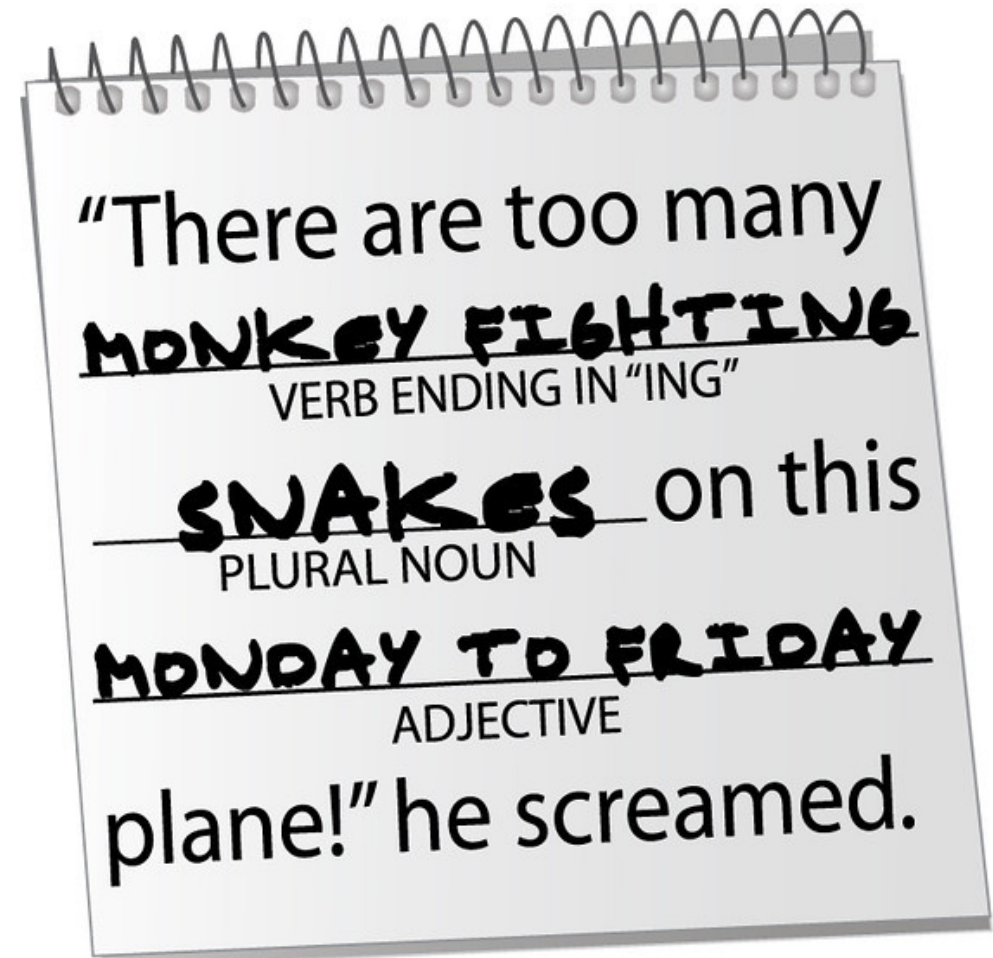 “There are too many
MONKEY FIGHTING
VERB ENDING IN “ING”
SNAKES on this
PLURAL NOUN
MONDAY TO FRIDAY
ADJECTIVE
plane!” he screamed.